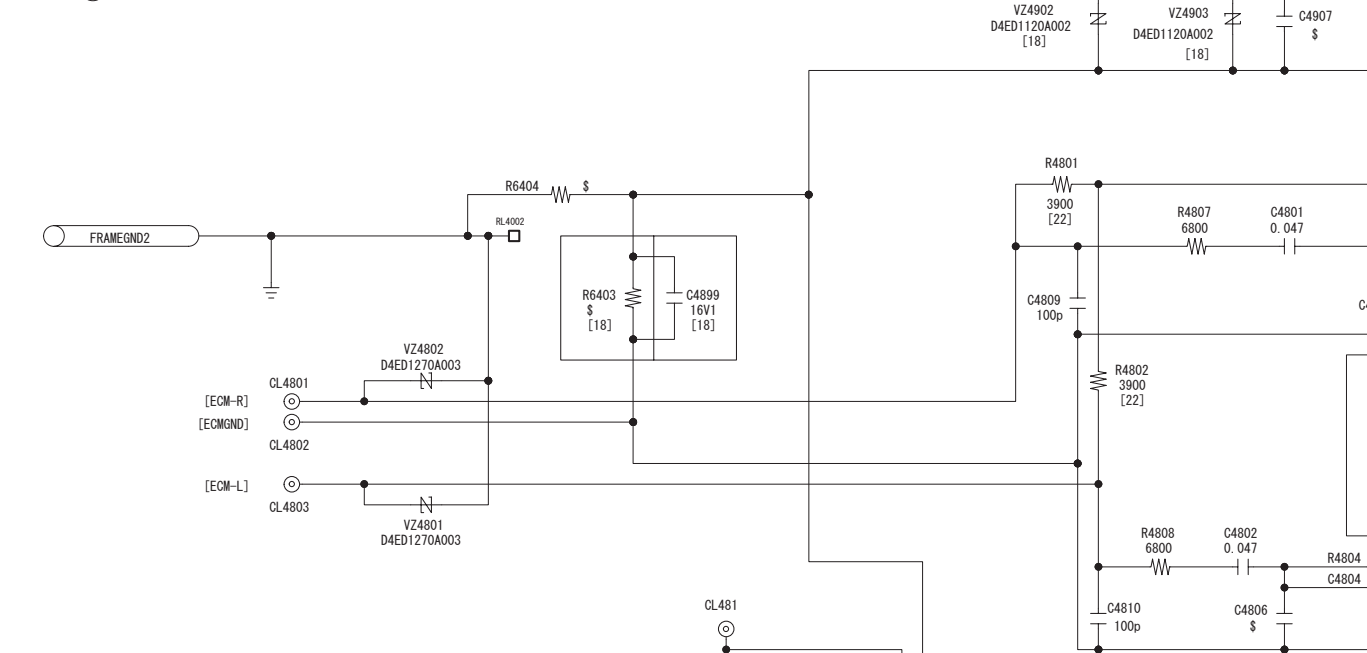 VZ4902
D4ED1120A002
[18]
VZ4903
D4ED1120A002
[18]
C4907
$
R4801
3900
[22]
R6404
$
RL4002
FRAMEGND2
R4807
6800
C4801
0.047
R6403
$
[18]
C4899
16V1
[18]
C4809
100p
VZ4802
D4ED1270A003
R4802
3900
[22]
CL4801
[ECM-R]
[ECMGND]
CL4802
[ECM-L]
CL4803
VZ4801
D4ED1270A003
R4808
6800
C4802
0.047
R4804
C4804
CL481
C4810
100p
C4806
$